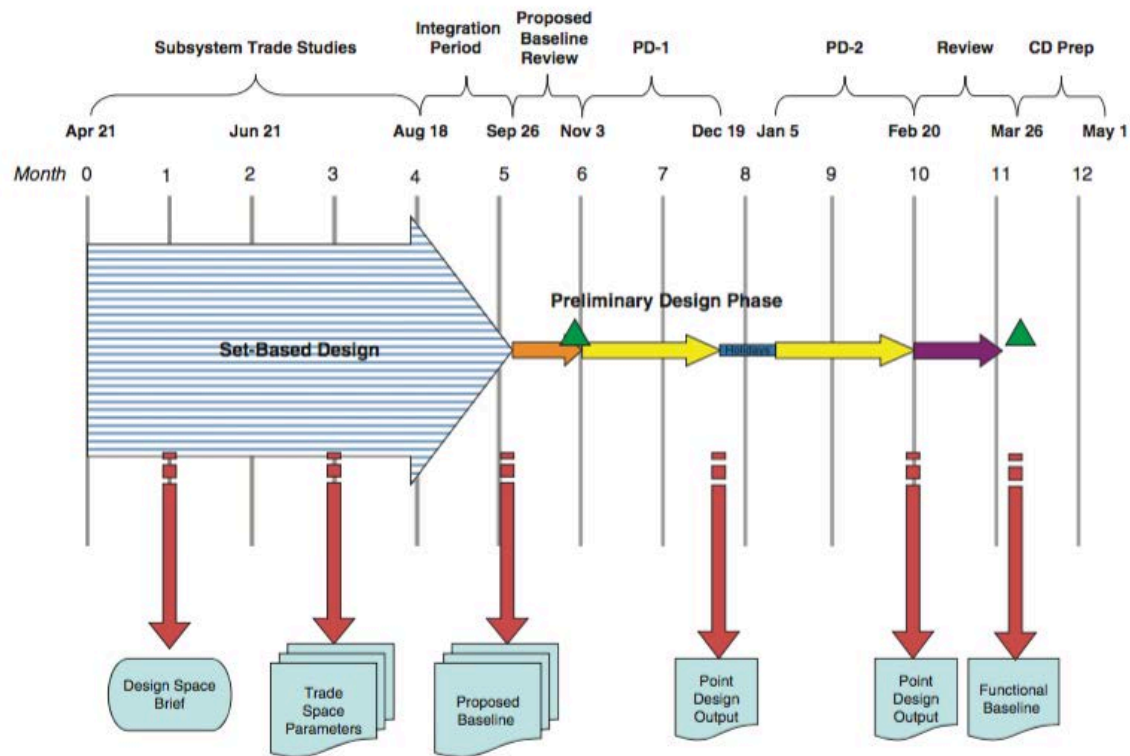 Subsystem Trade Studies
Integration
Period
Proposed
Baseline
Review
PD-1
PD-2
Review
CD Prep
Apr 21
Jun 21
Aug 18
Sep 26
Nov 3
Dec 19
Jan 5
Feb 20
Mar 26
May 1
Month 0 1 2 3 4 5 6 7 8 9 10 11 12
Preliminary Design Phase
Set-Based Design
Holidays
Design Space
Brief
Trade
Space
Parameters
Proposed
Baseline
Point
Design
Output
Point
Design
Output
Functional
Baseline